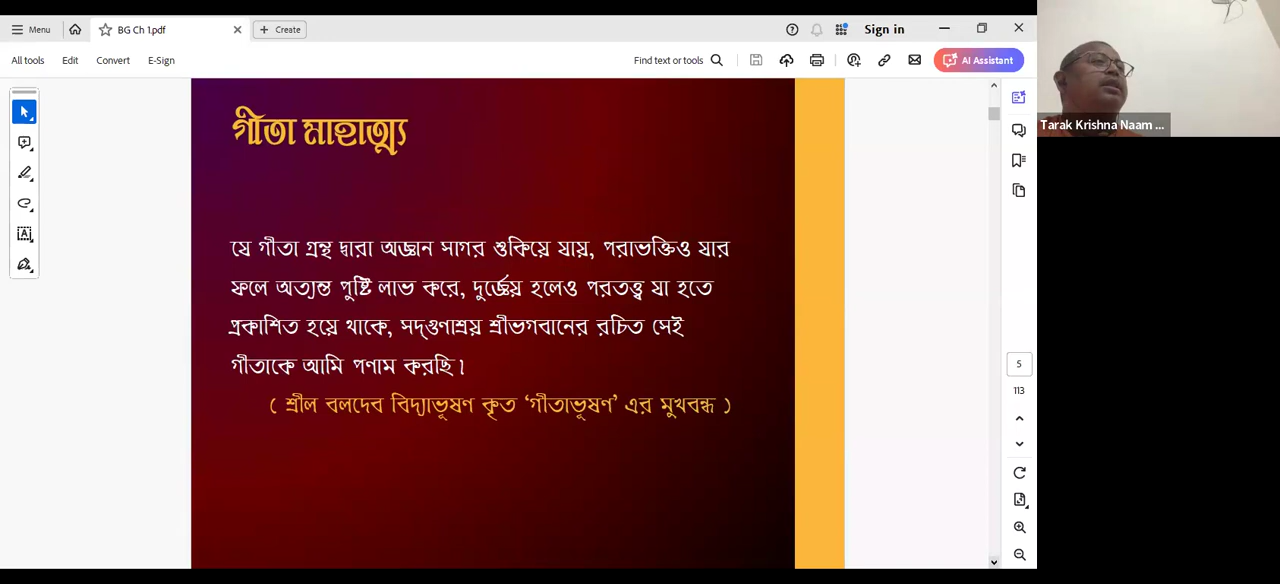 Menu
BG Ch 1.pdf
Create
Sign in
All tools
Edit
Convert
E-Sign
Find text or tools
AI Assistant
Tarak Krishna Naam ...
গীতা মাহাত্ম্য
যে গীতা গ্রন্থ দ্বারা অজ্ঞান সাগর শুকিয়ে যায়, পরাভক্তিও যার
ফলে অত্যন্ত পুষ্টি লাভ করে, দুর্জ্ঞেয় হলেও পরতত্ত্ব যা হতে
প্রকাশিত হয়ে থাকে, সদ্‌গুণাশ্রয় শ্রীভগবানের রচিত সেই
গীতাকে আমি পণাম করছি।
( শ্রীল বলদেব বিদ্যাভূষণ কৃত ‘গীতাভূষণ’ এর মুখবন্ধ )
5
113